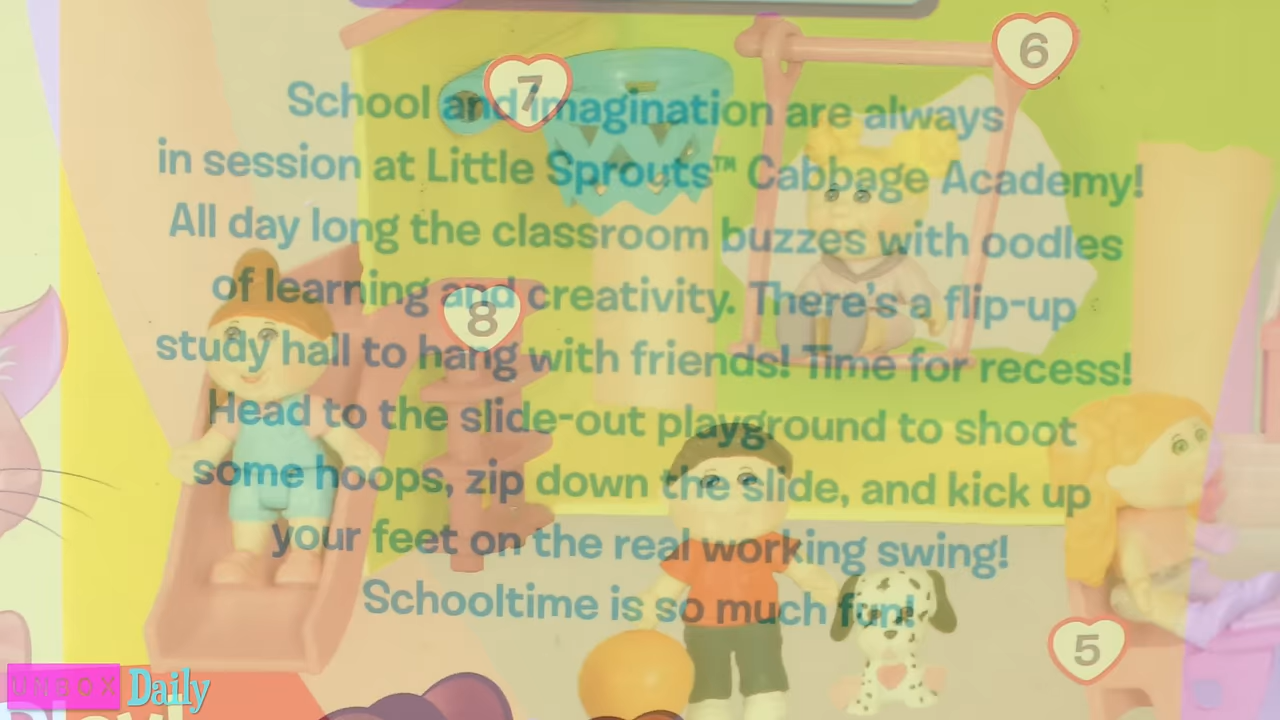 6
7
School and imagination are always
in session at Little Sprouts™ Cabbage Academy!
All day long the classroom buzzes with oodles
of learning and creativity. There's a flip-up
8
study hall to hang with friends! Time for recess!
Head to the slide-out playground to shoot
some hoops, zip down the slide, and kick up
your feet on the real working swing!
Schooltime is so much fun!
5
UNBOX Daily
Play!